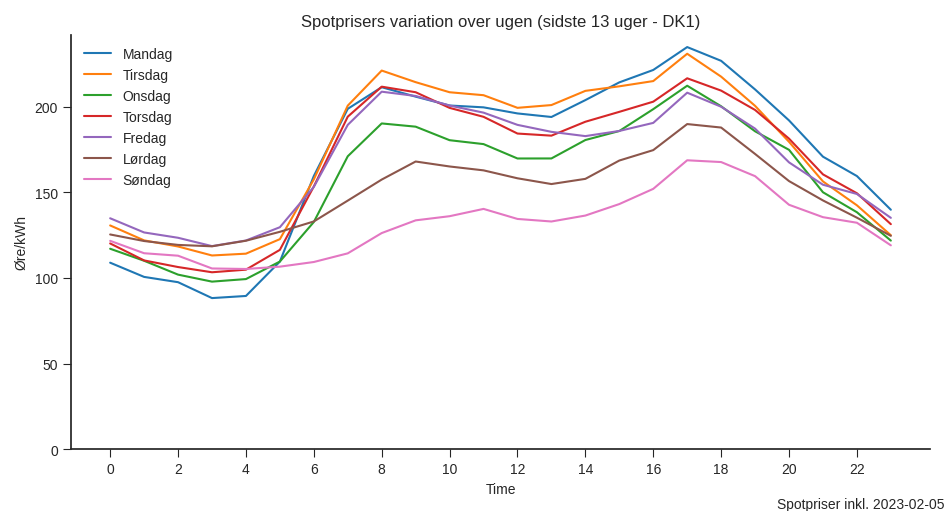 Spotprisers variation over ugen (sidste 13 uger - DK1)
Mandag
Tirsdag
Onsdag
Torsdag
Fredag
Lørdag
Søndag
200
150
100
50
0
Øre/kWh
0 2 4 6 8 10 12 14 16 18 20 22
Time
Spotpriser inkl. 2023-02-05